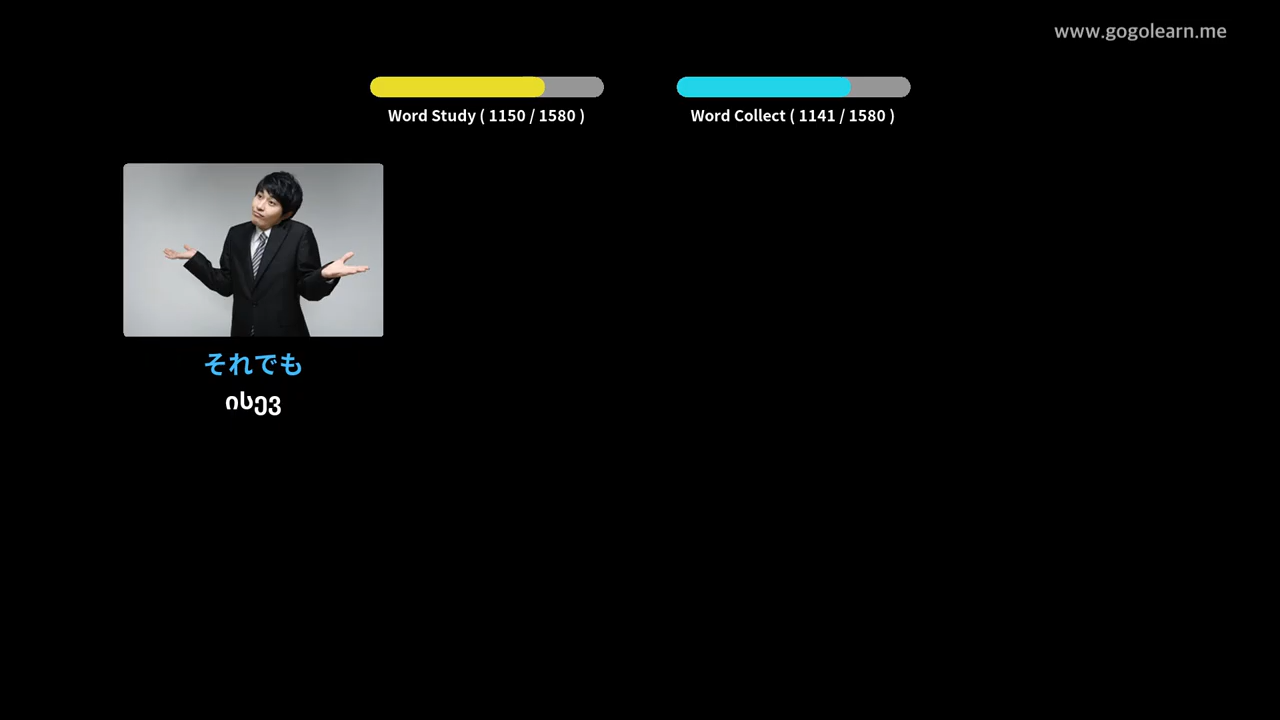 www.gogolearn.me
Word Study ( 1150 / 1580 )
Word Collect ( 1141 / 1580 )
それでも
ისევ